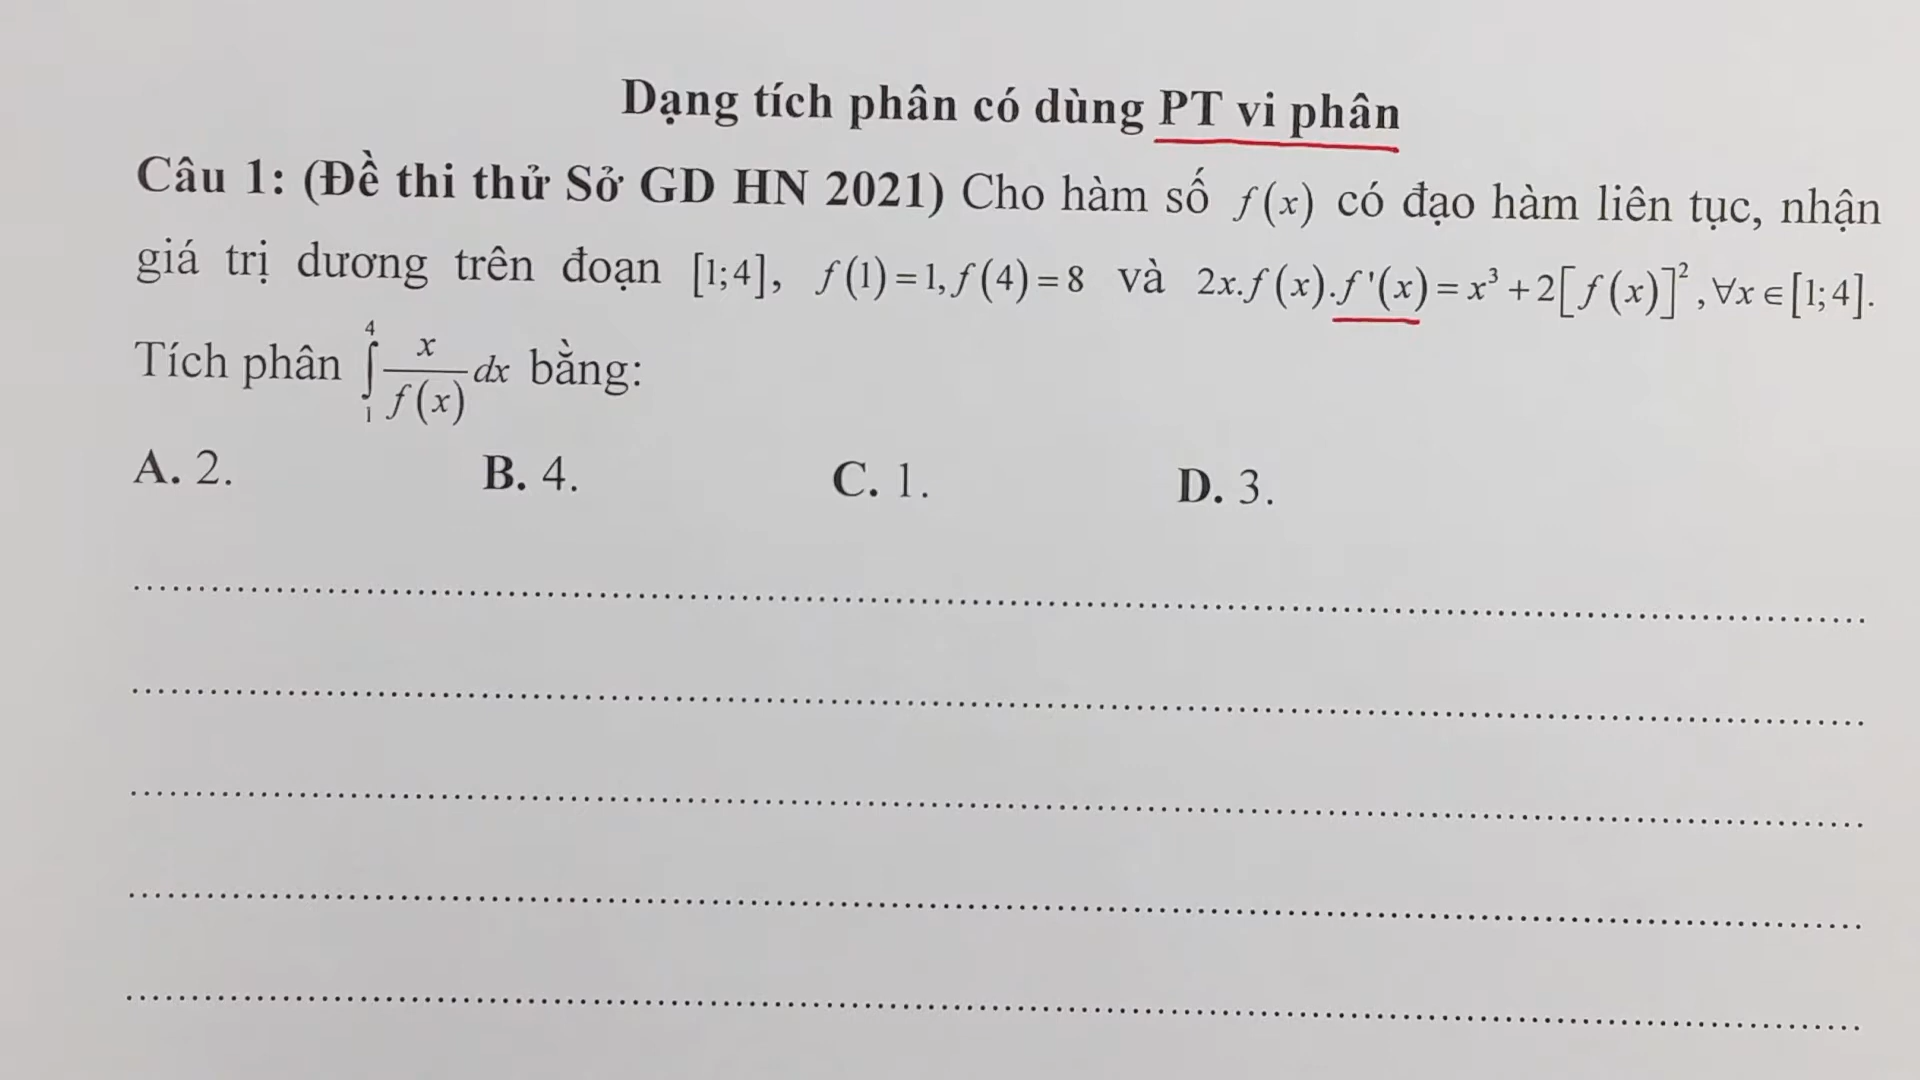 Dạng tích phân có dùng PT vi phân
Câu 1: (Đề thi thử Sở GD HN 2021) Cho hàm số f(x) có đạo hàm liên tục, nhận
giá trị dương trên đoạn [1;4], f(1)=1, f(4)=8 và 2x.f(x).f'(x)=x³+2[f(x)]², ∀x∈[1;4].
Tích phân ∫₁⁴ x/f(x) dx bằng:
A. 2. B. 4. C. 1. D. 3.